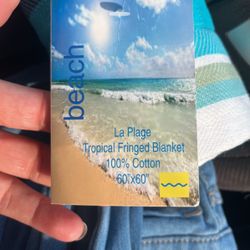 beach
La Plage
Tropical Fringed Blanket
100% Cotton
60"x60"